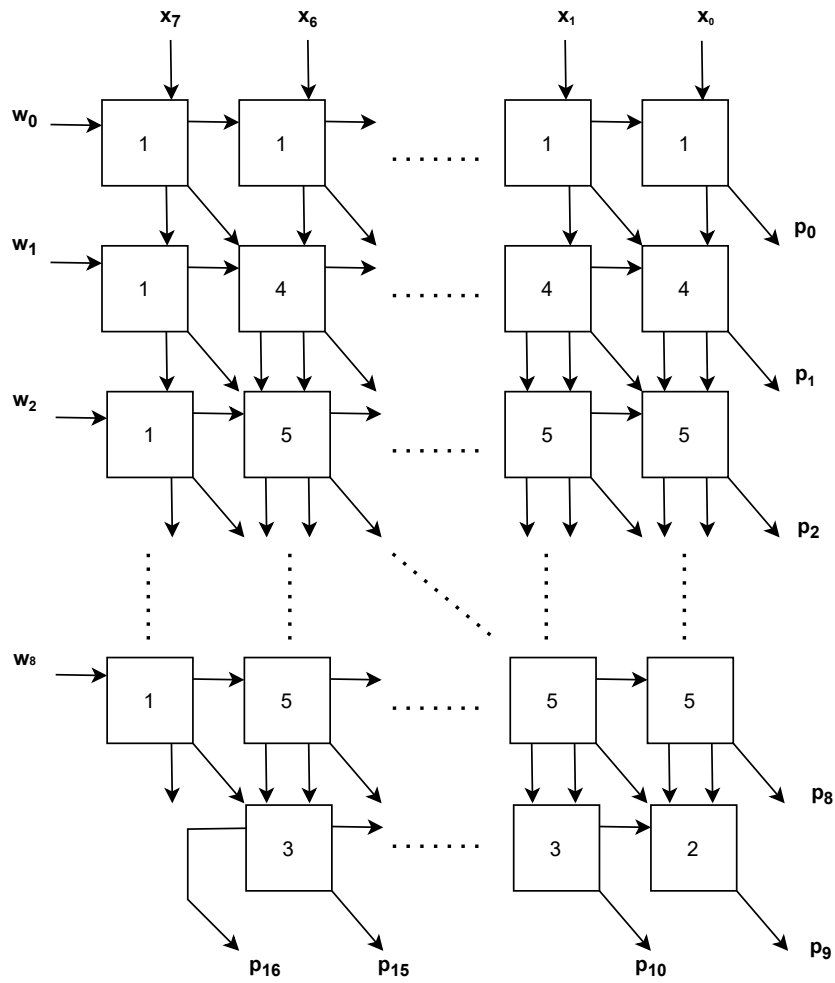 x7 x6 x1 x0
w0 1 1 ....... 1 1
p0
w1 1 4 ....... 4 4
p1
w2 1 5 ....... 5 5
p2
w8 1 5 ....... 5 5
p8
3 ....... 3 2
p9
p16 p15 p10